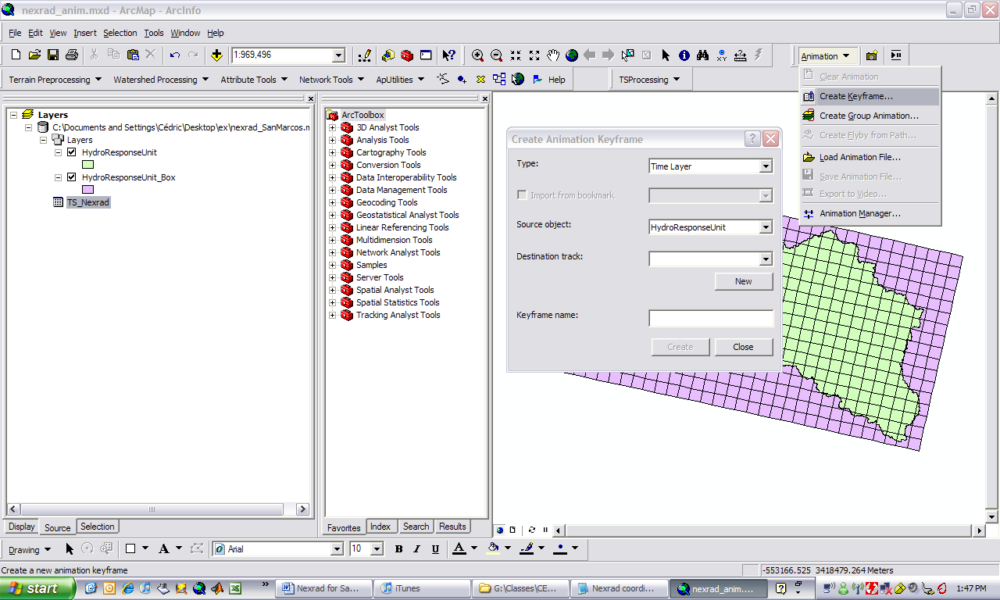 nexrad_anim.mxd - ArcMap - ArcInfo
File Edit View Insert Selection Tools Window Help
1:969,496
Animation
Terrain Preprocessing Watershed Processing Attribute Tools Network Tools ApUtilities Help TSProcessing
Clear Animation
Create Keyframe...
Create Group Animation...
Create Flyby from Path...
Load Animation File...
Save Animation File...
Export to Video...
Animation Manager...
Layers
C:\Documents and Settings\Cédric\Desktop\ex\nexrad_SanMarcos.m
Layers
HydroResponseUnit
HydroResponseUnit_Box
TS_Nexrad
ArcToolbox
3D Analyst Tools
Analysis Tools
Cartography Tools
Conversion Tools
Data Interoperability Tools
Data Management Tools
Geocoding Tools
Geostatistical Analyst Tools
Linear Referencing Tools
Multidimension Tools
Network Analyst Tools
Samples
Server Tools
Spatial Analyst Tools
Spatial Statistics Tools
Tracking Analyst Tools
Create Animation Keyframe
Type: Time Layer
Import from bookmark
Source object: HydroResponseUnit
Destination track:
New
Keyframe name:
Create Close
Display Source Selection
Favorites Index Search Results
Drawing A Arial 10 B I U A
Create a new animation keyframe
-553166.525 3418479.264 Meters
start
Nexrad for Sa...
iTunes
G:\Classes\CE...
Nexrad coordi...
nexrad_anim....
1:47 PM